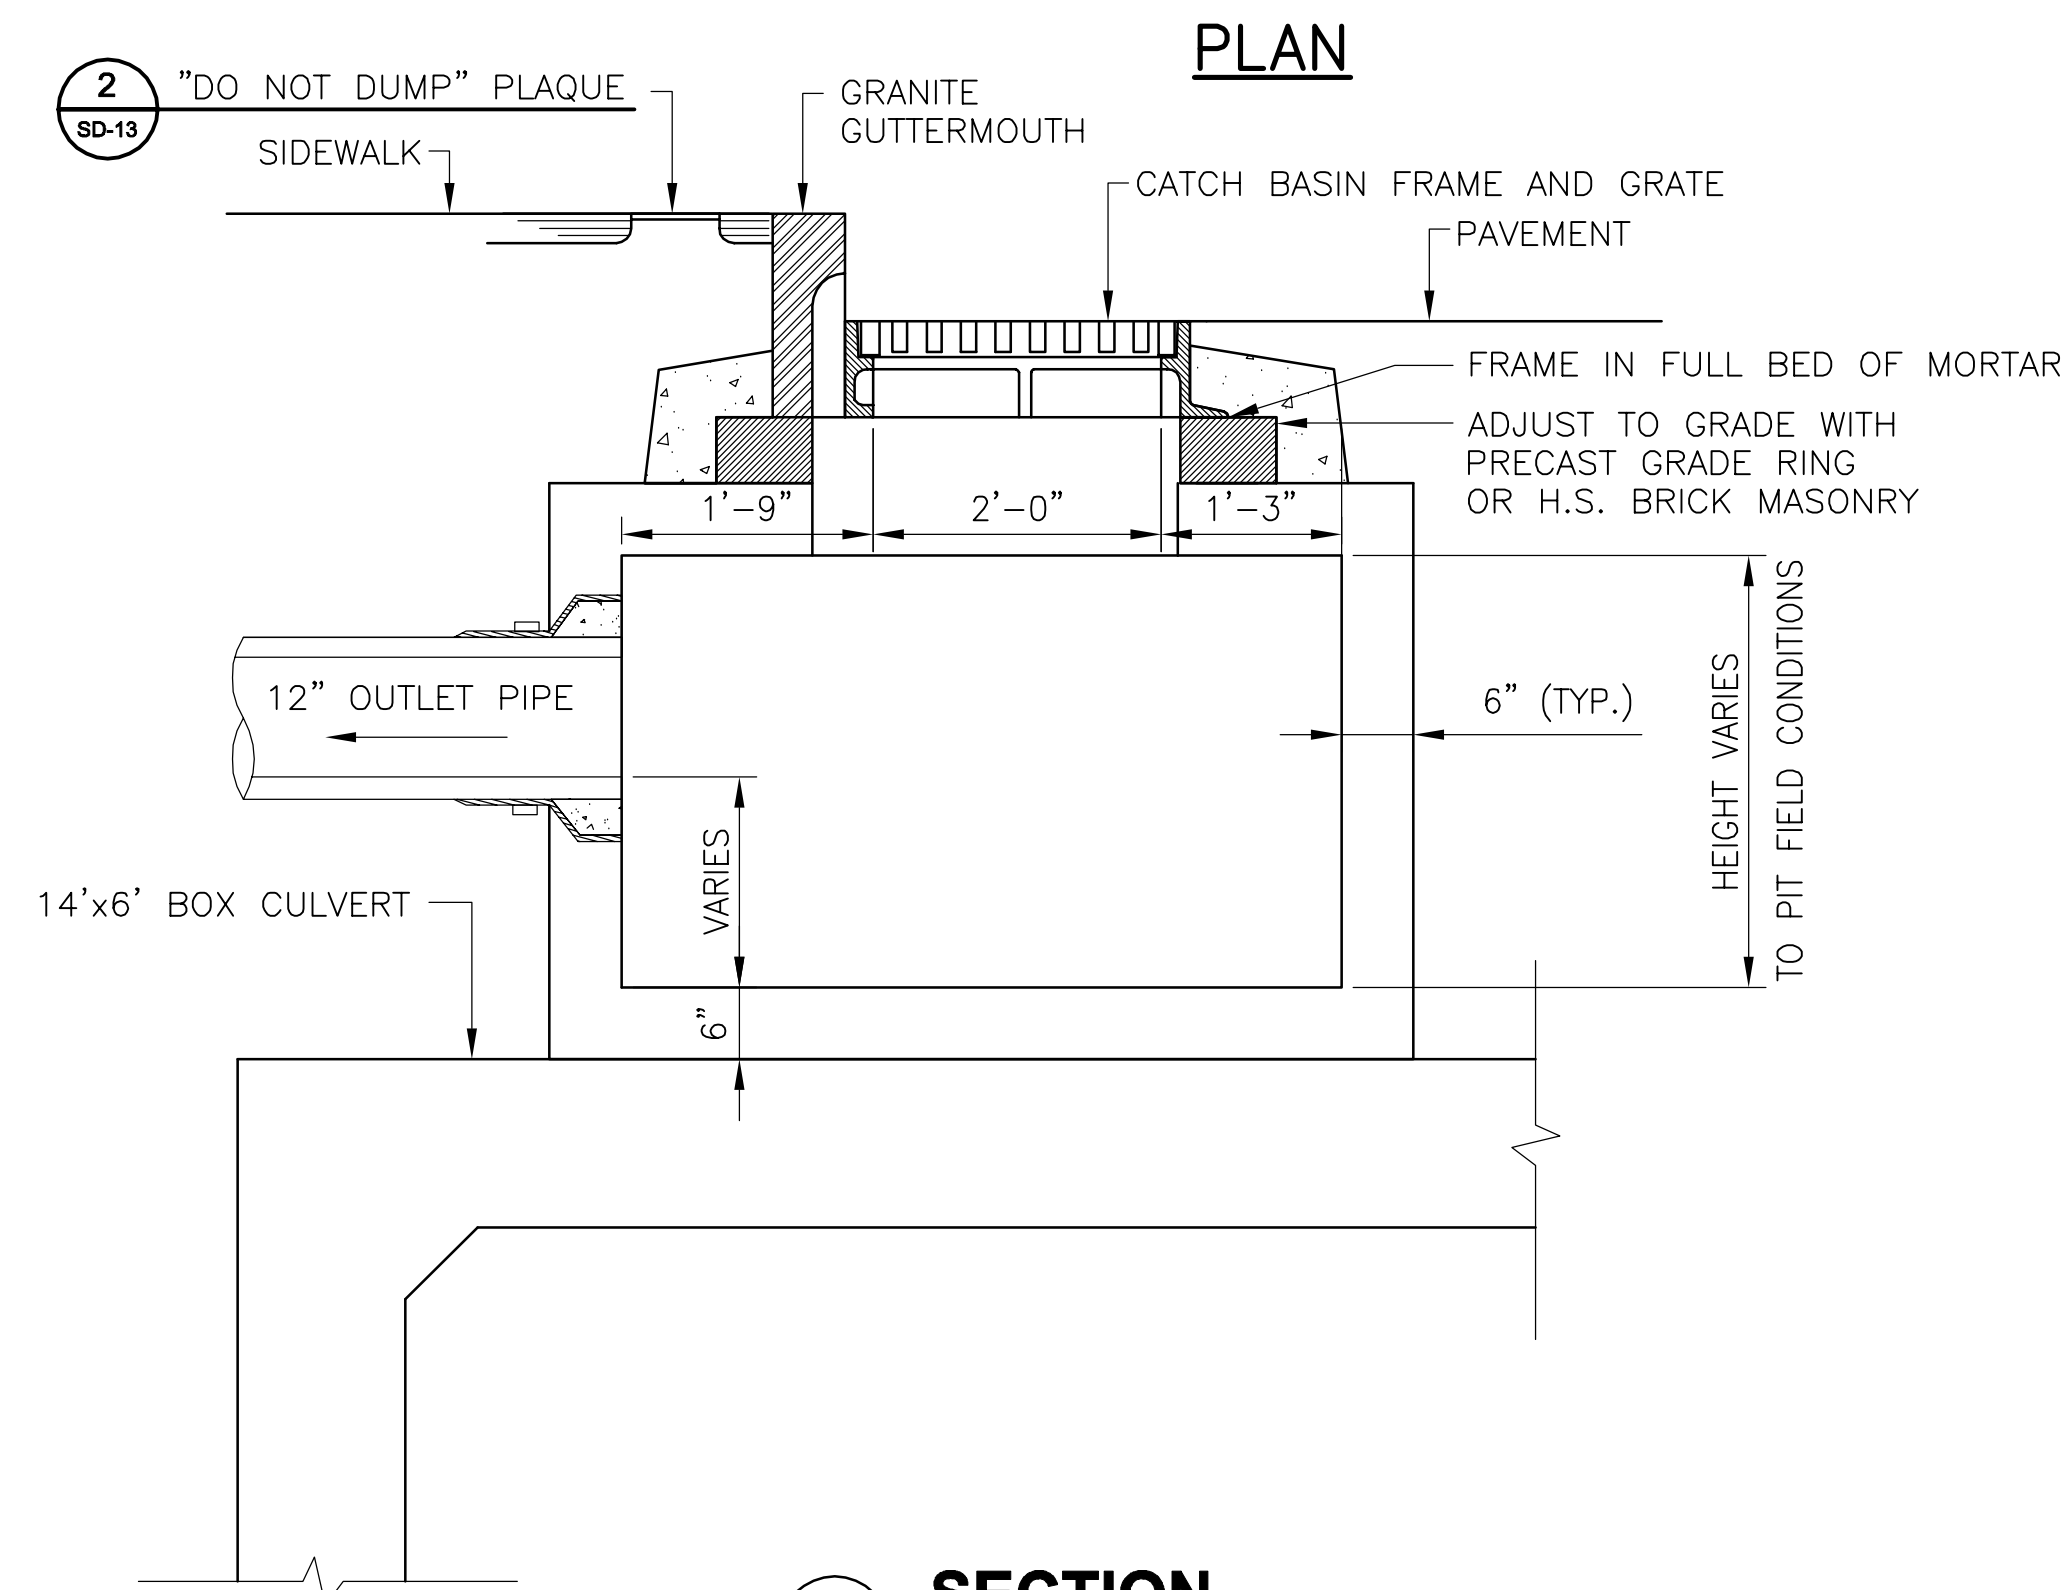 PLAN
2
SD-13
"DO NOT DUMP" PLAQUE
SIDEWALK
GRANITE
GUTTERMOUTH
CATCH BASIN FRAME AND GRATE
PAVEMENT
FRAME IN FULL BED OF MORTAR
ADJUST TO GRADE WITH
PRECAST GRADE RING
OR H.S. BRICK MASONRY
1'-9"
2'-0"
1'-3"
12" OUTLET PIPE
6" (TYP.)
HEIGHT VARIES
TO PIT FIELD CONDITIONS
VARIES
14'x6' BOX CULVERT
6"
SECTION